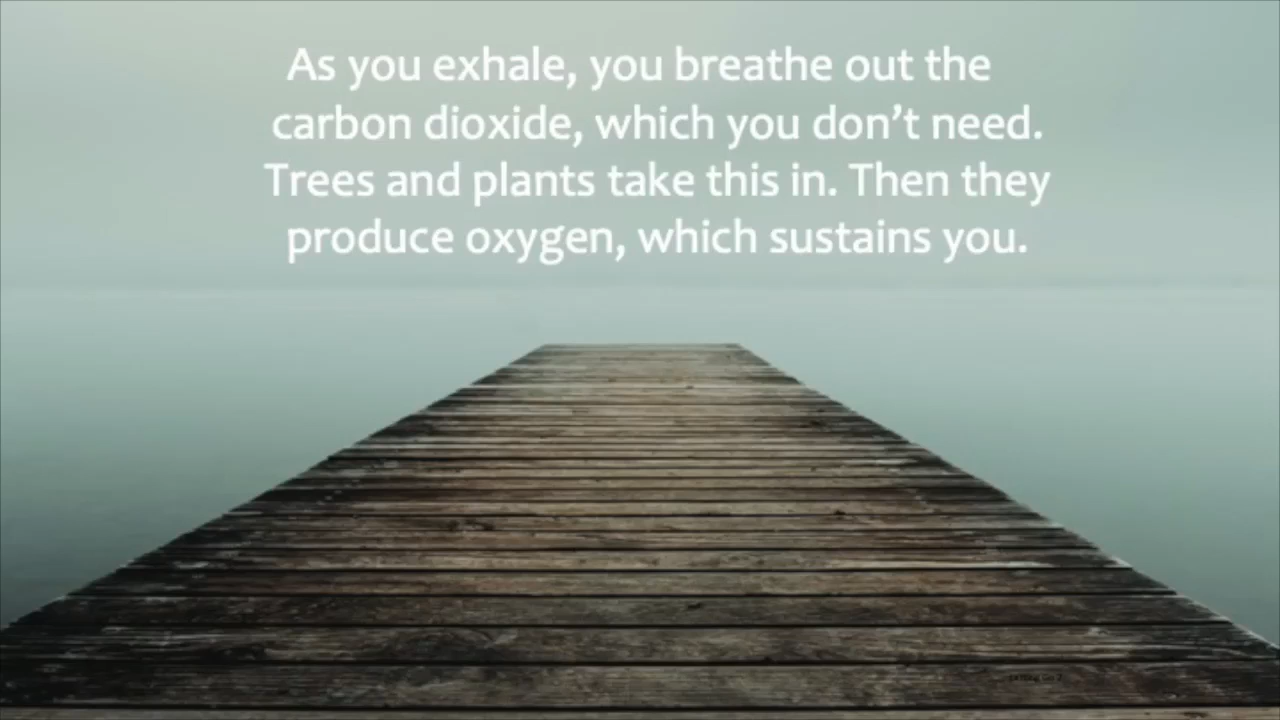 As you exhale, you breathe out the
carbon dioxide, which you don’t need.
Trees and plants take this in. Then they
produce oxygen, which sustains you.